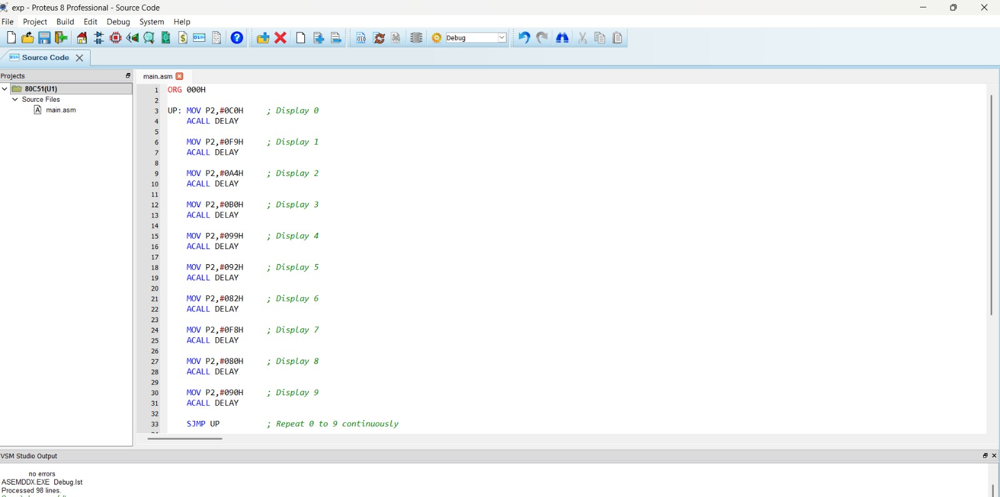 exp - Proteus 8 Professional - Source Code
File Project Build Edit Debug System Help
Debug
Source Code
Projects
main.asm
80C51(U1)
Source Files
main.asm
1 ORG 000H
2
3 UP: MOV P2,#0C0H ; Display 0
4 ACALL DELAY
5
6 MOV P2,#0F9H ; Display 1
7 ACALL DELAY
8
9 MOV P2,#0A4H ; Display 2
10 ACALL DELAY
11
12 MOV P2,#0B0H ; Display 3
13 ACALL DELAY
14
15 MOV P2,#099H ; Display 4
16 ACALL DELAY
17
18 MOV P2,#092H ; Display 5
19 ACALL DELAY
20
21 MOV P2,#082H ; Display 6
22 ACALL DELAY
23
24 MOV P2,#0F8H ; Display 7
25 ACALL DELAY
26
27 MOV P2,#080H ; Display 8
28 ACALL DELAY
29
30 MOV P2,#090H ; Display 9
31 ACALL DELAY
32
33 SJMP UP ; Repeat 0 to 9 continuously
VSM Studio Output
no errors
ASEMDDX.EXE Debug.lst
Processed 98 lines.